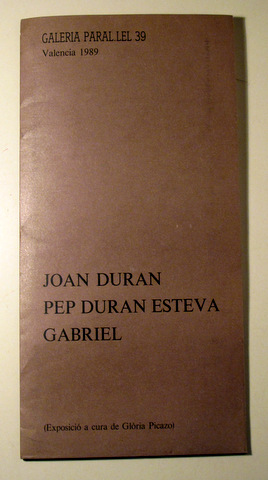 GALERIA PARAL.LEL 39
Valencia 1989
JOAN DURAN
PEP DURAN ESTEVA
GABRIEL
(Exposició a cura de Glòria Picazo)